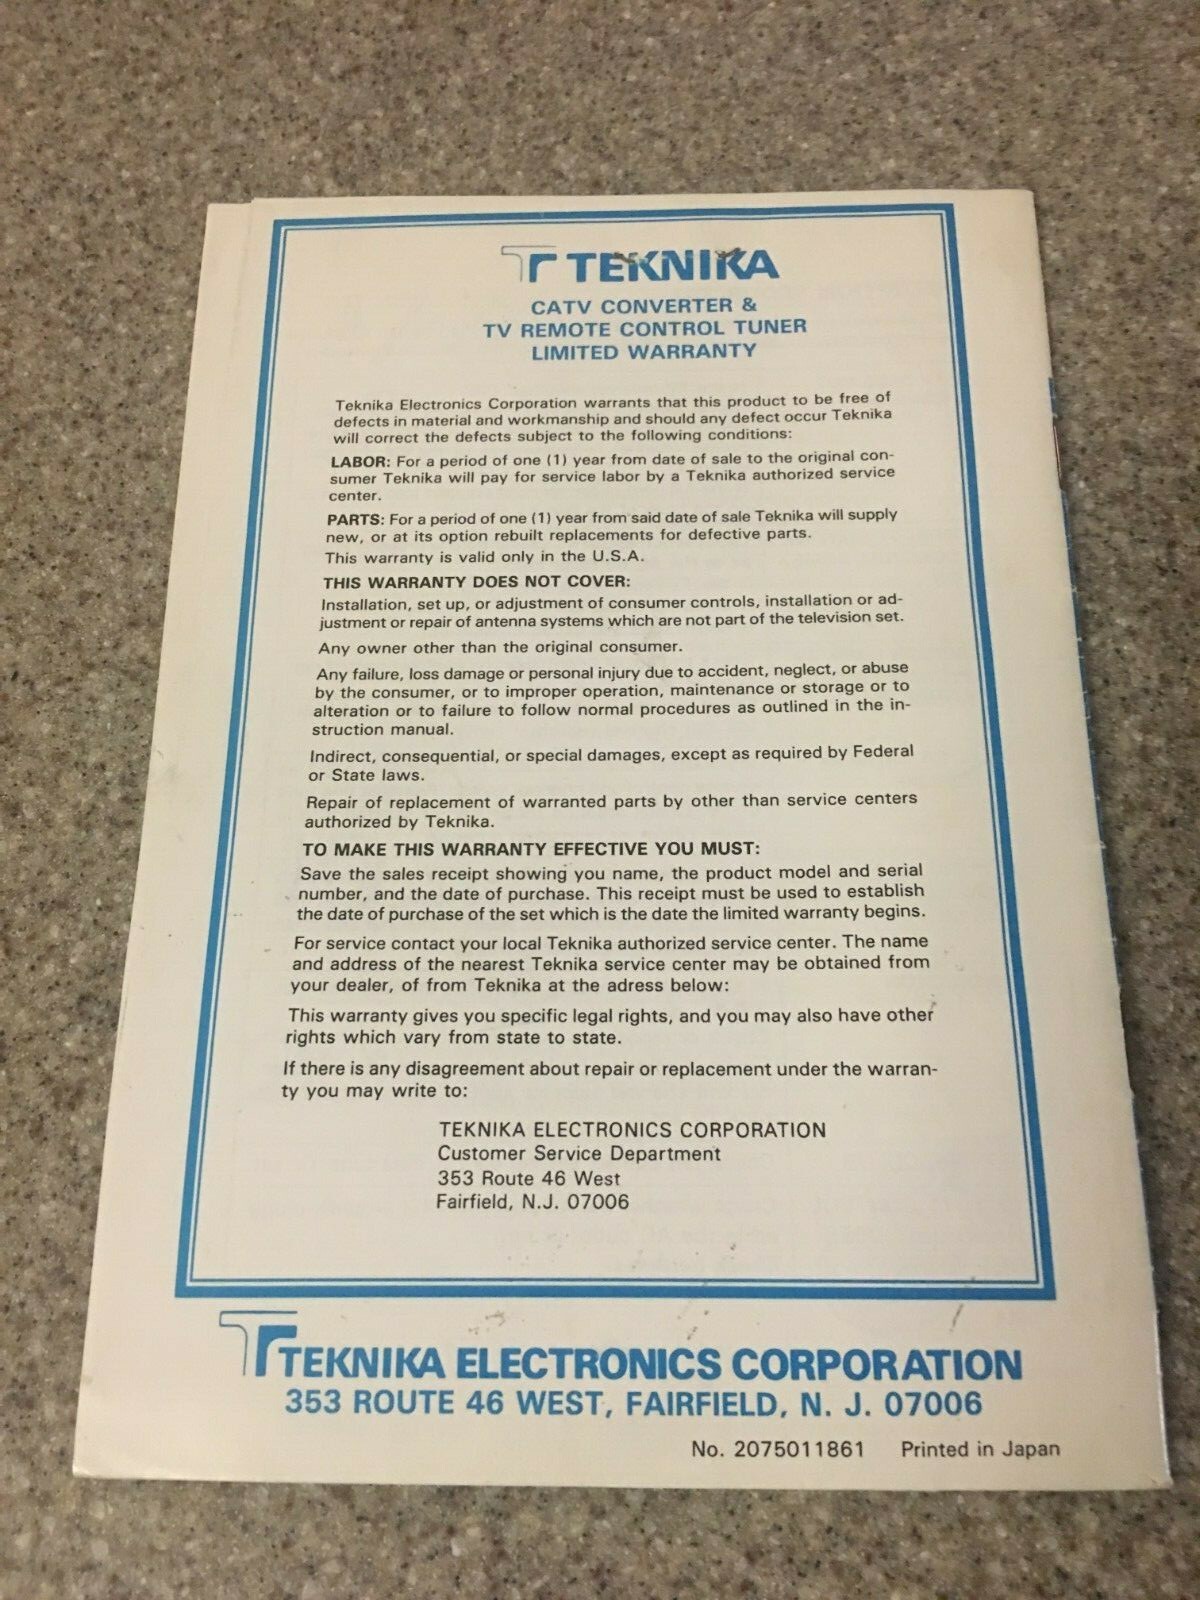 TEKNIKA
CATV CONVERTER &
TV REMOTE CONTROL TUNER
LIMITED WARRANTY
Teknika Electronics Corporation warrants that this product to be free of
defects in material and workmanship and should any defect occur Teknika
will correct the defects subject to the following conditions:
LABOR: For a period of one (1) year from date of sale to the original con-
sumer Teknika will pay for service labor by a Teknika authorized service
center.
PARTS: For a period of one (1) year from said date of sale Teknika will supply
new, or at its option rebuilt replacements for defective parts.
This warranty is valid only in the U.S.A.
THIS WARRANTY DOES NOT COVER:
Installation, set up, or adjustment of consumer controls, installation or ad-
justment or repair of antenna systems which are not part of the television set.
Any owner other than the original consumer.
Any failure, loss damage or personal injury due to accident, neglect, or abuse
by the consumer, or to improper operation, maintenance or storage or to
alteration or to failure to follow normal procedures as outlined in the in-
struction manual.
Indirect, consequential, or special damages, except as required by Federal
or State laws.
Repair of replacement of warranted parts by other than service centers
authorized by Teknika.
TO MAKE THIS WARRANTY EFFECTIVE YOU MUST:
Save the sales receipt showing you name, the product model and serial
number, and the date of purchase. This receipt must be used to establish
the date of purchase of the set which is the date the limited warranty begins.
For service contact your local Teknika authorized service center. The name
and address of the nearest Teknika service center may be obtained from
your dealer, of from Teknika at the adress below:
This warranty gives you specific legal rights, and you may also have other
rights which vary from state to state.
If there is any disagreement about repair or replacement under the warran-
ty you may write to:
TEKNIKA ELECTRONICS CORPORATION
Customer Service Department
353 Route 46 West
Fairfield, N.J. 07006
TEKNIKA ELECTRONICS CORPORATION
353 ROUTE 46 WEST, FAIRFIELD, N. J. 07006
No. 2075011861 Printed in Japan